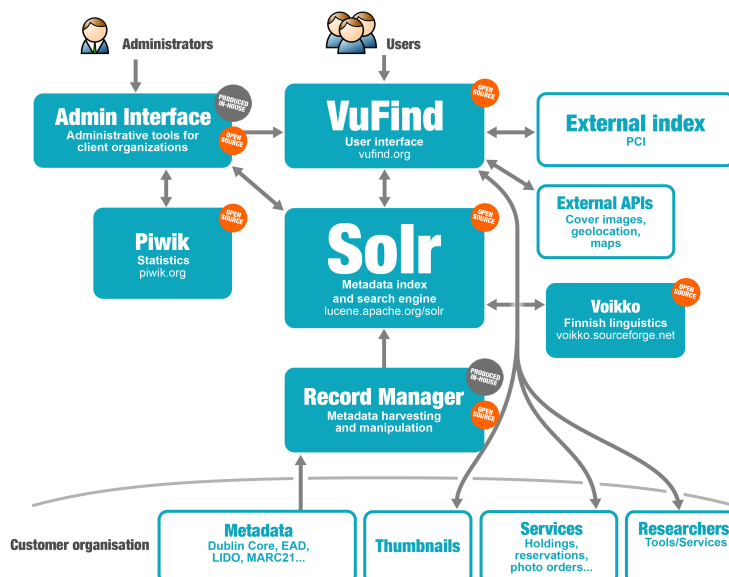 Administrators
Users
PRODUCED
IN-HOUSE
OPEN
SOURCE
Admin Interface
Administrative tools for
client organizations
OPEN
SOURCE
VuFind
User interface
vufind.org
External index
PCI
External APIs
Cover images,
geolocation,
maps
OPEN
SOURCE
Piwik
Statistics
piwik.org
OPEN
SOURCE
Solr
Metadata index
and search engine
lucene.apache.org/solr
OPEN
SOURCE
Voikko
Finnish linguistics
voikko.sourceforge.net
PRODUCED
IN-HOUSE
Record Manager
Metadata harvesting
and manipulation
OPEN
SOURCE
Customer organisation
Metadata
Dublin Core, EAD,
LIDO, MARC21...
Thumbnails
Services
Holdings,
reservations,
photo orders...
Researchers
Tools/Services